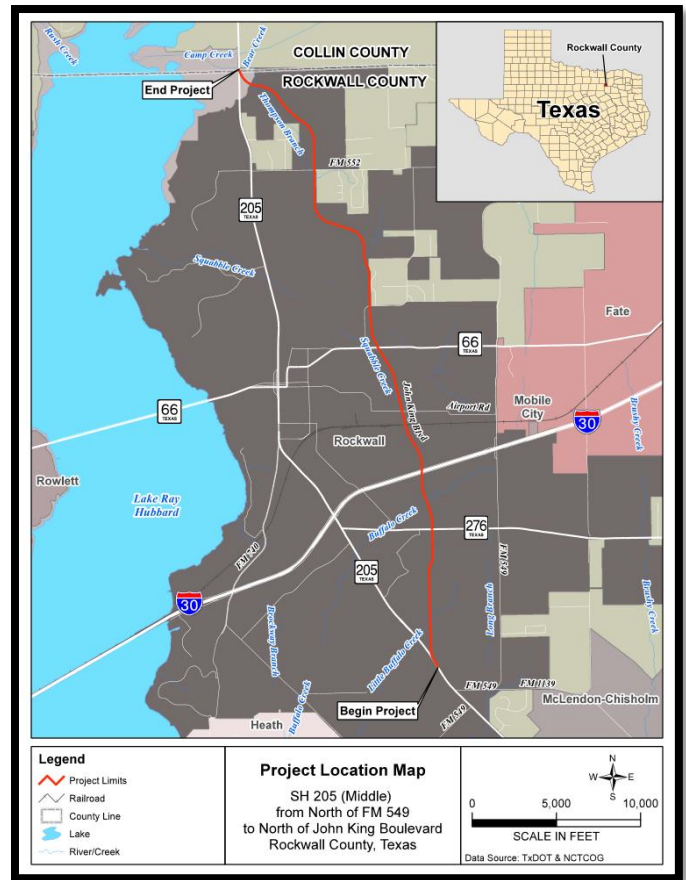 Rush Creek
Camp Creek
Bear Creek
COLLIN COUNTY
ROCKWALL COUNTY
End Project
Thompson Branch
Rockwall County
Texas
FM 552
205
TEXAS
Squabble Creek
Fate
66
TEXAS
Squabble Creek
John King Blvd
66
TEXAS
Airport Rd
Mobile
City
30
Brushy Creek
Rockwall
Rowlett
Lake Ray
Hubbard
Buffalo Creek
276
TEXAS
FM 740
205
TEXAS
FM 549
Long Branch
30
Brushy Creek
Brockway Branch
Little Buffalo Creek
FM 549
FM 1139
McLendon-Chisholm
Begin Project
Heath
Buffalo Creek
FM 549
Legend
Project Limits
Railroad
County Line
Lake
River/Creek
Project Location Map
SH 205 (Middle)
from North of FM 549
to North of John King Boulevard
Rockwall County, Texas
N
W
E
S
0
5,000
10,000
SCALE IN FEET
Data Source: TxDOT & NCTCOG